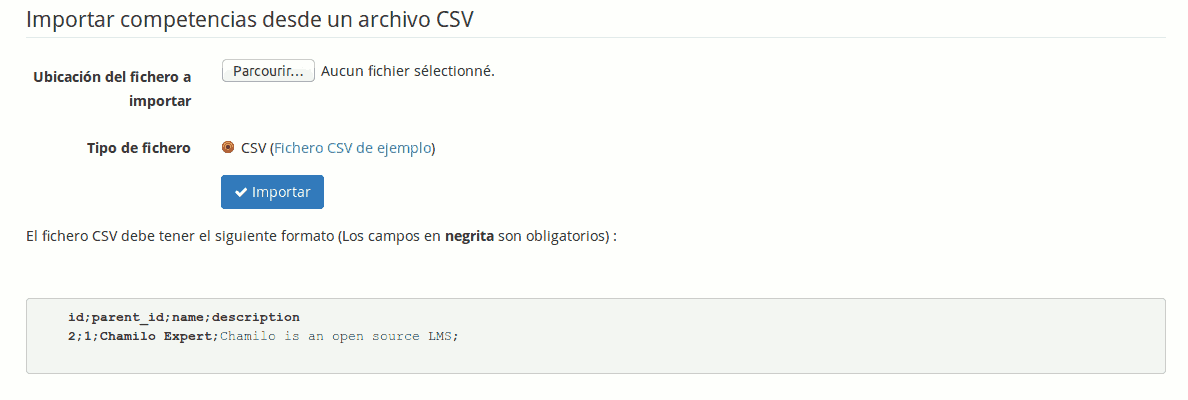 Importar competencias desde un archivo CSV
Ubicación del fichero a
importar
Parcourir... Aucun fichier sélectionné.
Tipo de fichero
CSV (Fichero CSV de ejemplo)
Importar
El fichero CSV debe tener el siguiente formato (Los campos en negrita son obligatorios) :
id;parent_id;name;description
2;1;Chamilo Expert;Chamilo is an open source LMS;